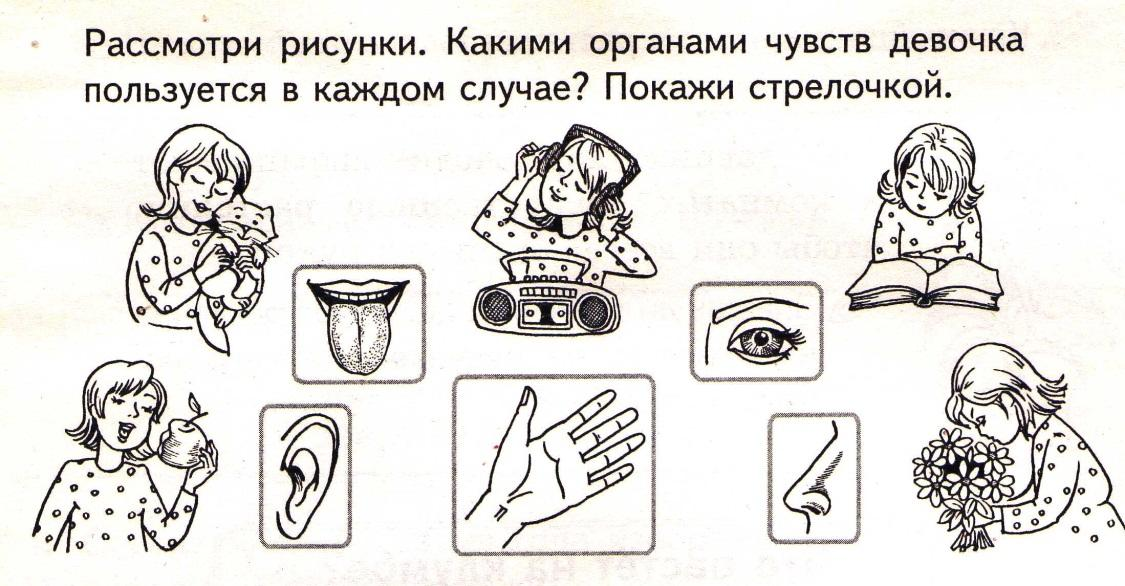 Рассмотри рисунки. Какими органами чувств девочка
пользуется в каждом случае? Покажи стрелочкой.